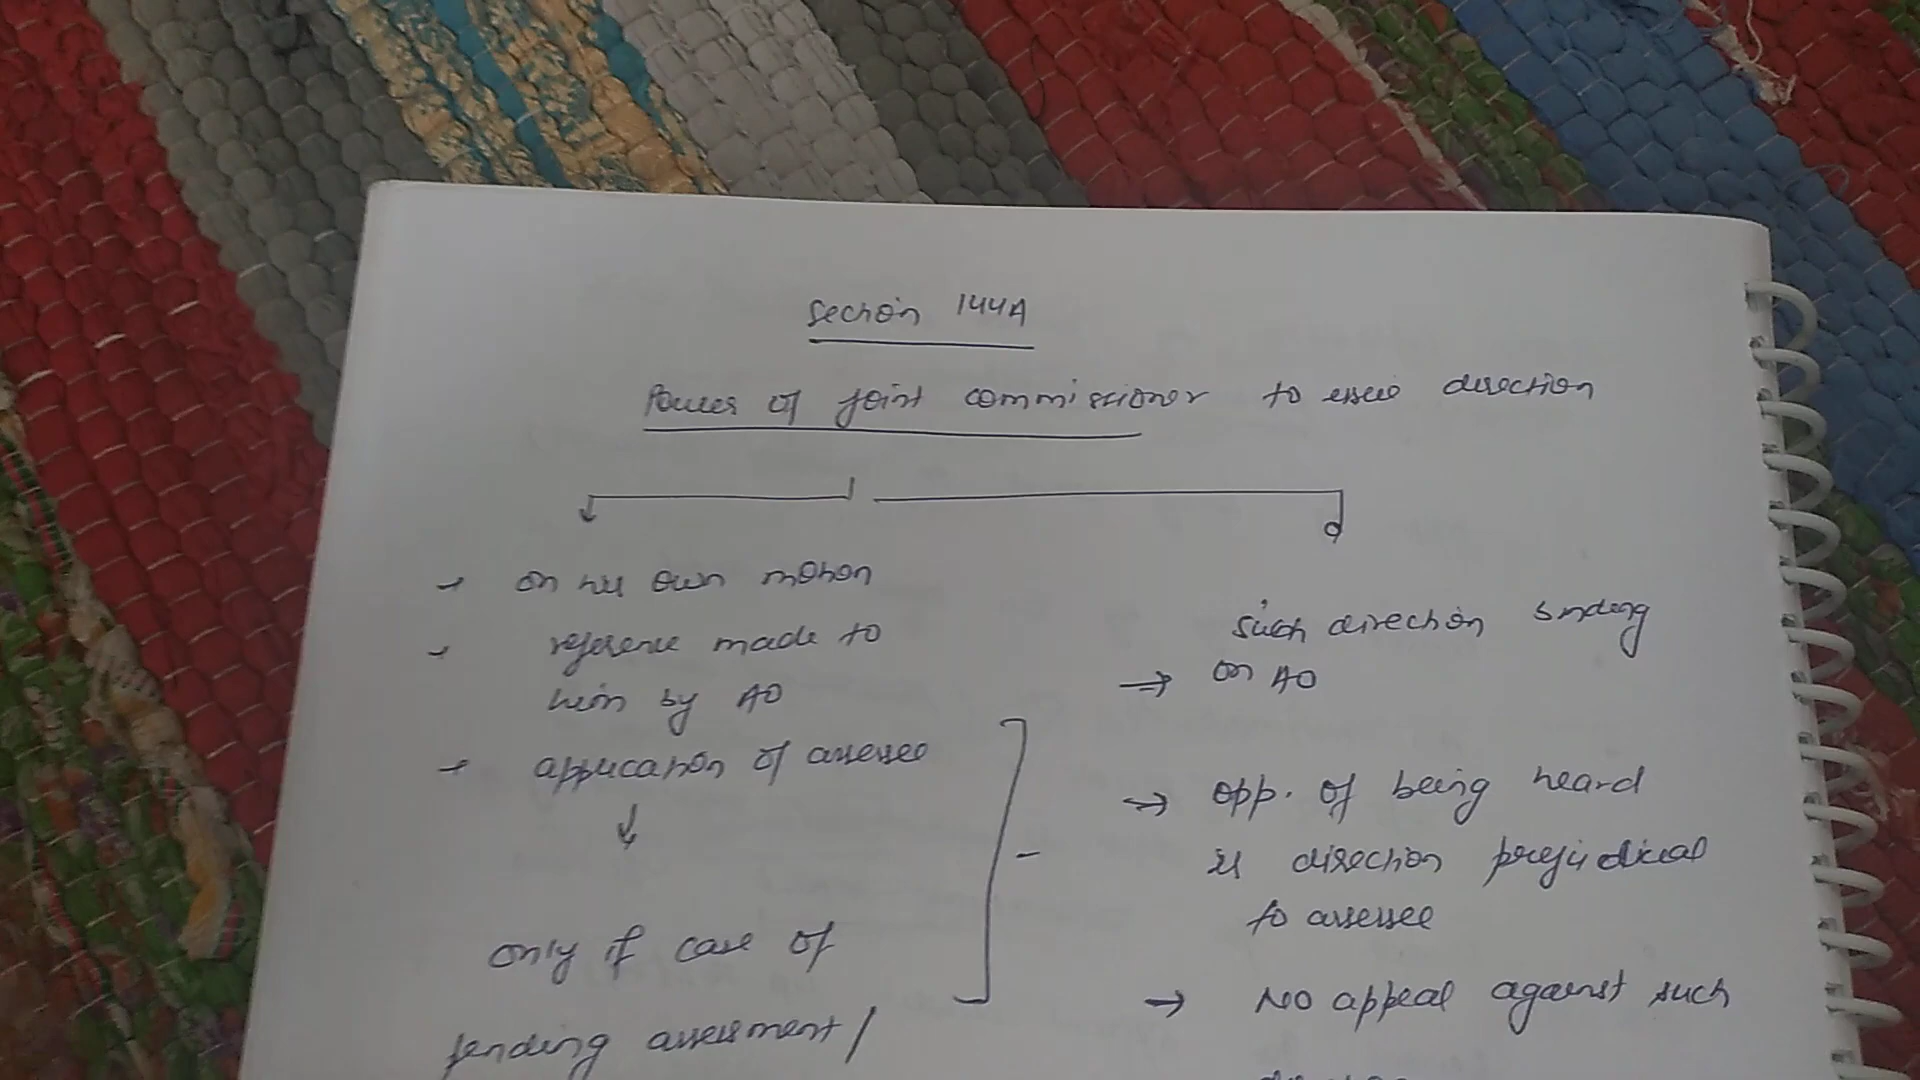 Section 144A
Power of Joint commissioner to issue direction
on his own motion
reference made to
him by AO
application of assessee
only if case of
pending assessment /
such direction binding
on AO
opp. of being heard
is direction prejudical
to assessee
No appeal against such